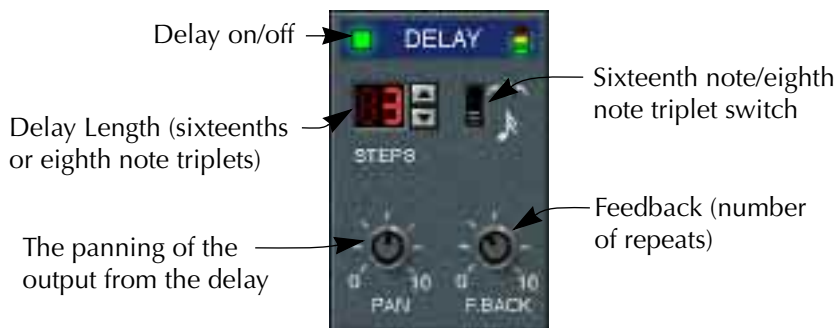 Delay on/off
DELAY
Sixteenth note/eighth
note triplet switch
3
Delay Length (sixteenths
or eighth note triplets)
STEPS
Feedback (number
of repeats)
The panning of the
output from the delay
0 10 0 10
PAN F.BACK